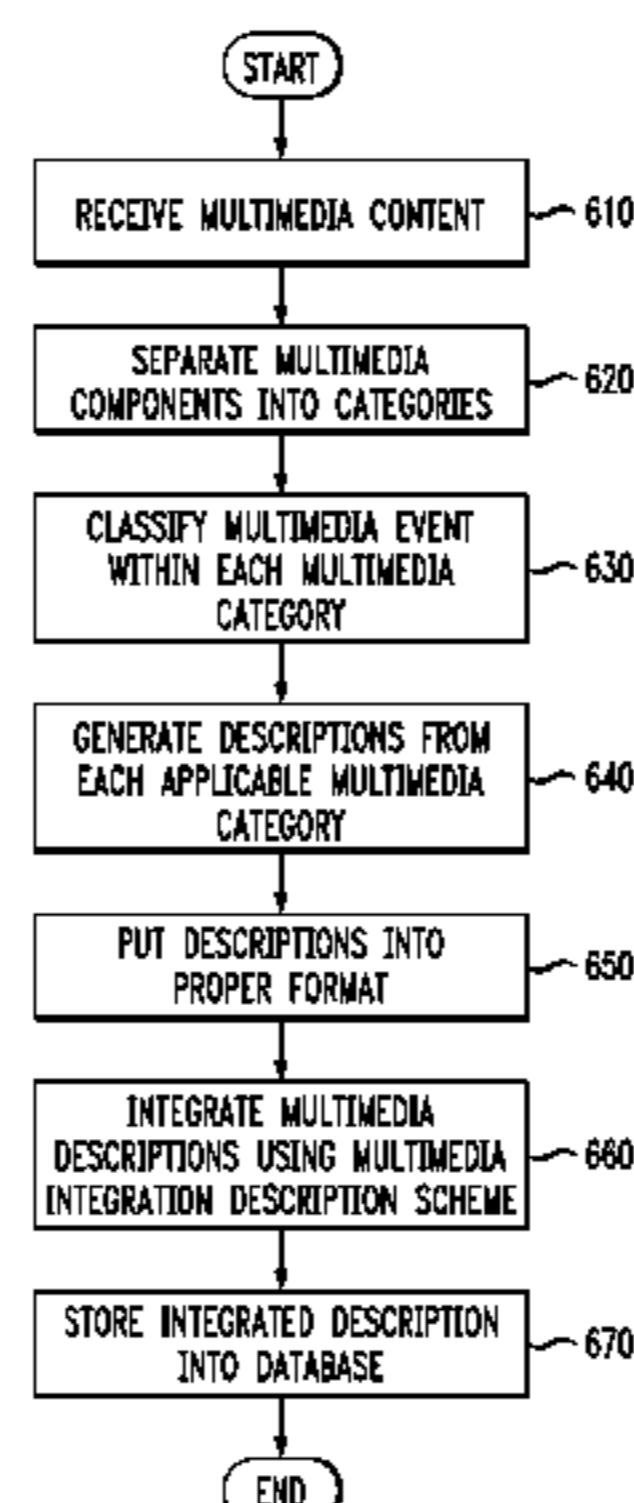 START
RECEIVE MULTIMEDIA CONTENT
610
SEPARATE MULTIMEDIA
COMPONENTS INTO CATEGORIES
620
CLASSIFY MULTIMEDIA EVENT
WITHIN EACH MULTIMEDIA
CATEGORY
630
GENERATE DESCRIPTIONS FROM
EACH APPLICABLE MULTIMEDIA
CATEGORY
640
PUT DESCRIPTIONS INTO
PROPER FORMAT
650
INTEGRATE MULTIMEDIA
DESCRIPTIONS USING MULTIMEDIA
INTEGRATION DESCRIPTION SCHEME
660
STORE INTEGRATED DESCRIPTION
INTO DATABASE
670
END